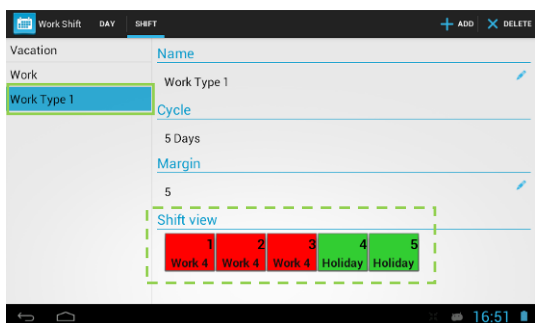 Work Shift DAY SHIFT ADD DELETE
Vacation
Work
Work Type 1
Name
Work Type 1
Cycle
5 Days
Margin
5
Shift view
1 2 3 4 5
Work 4 Work 4 Work 4 Holiday Holiday
16:51